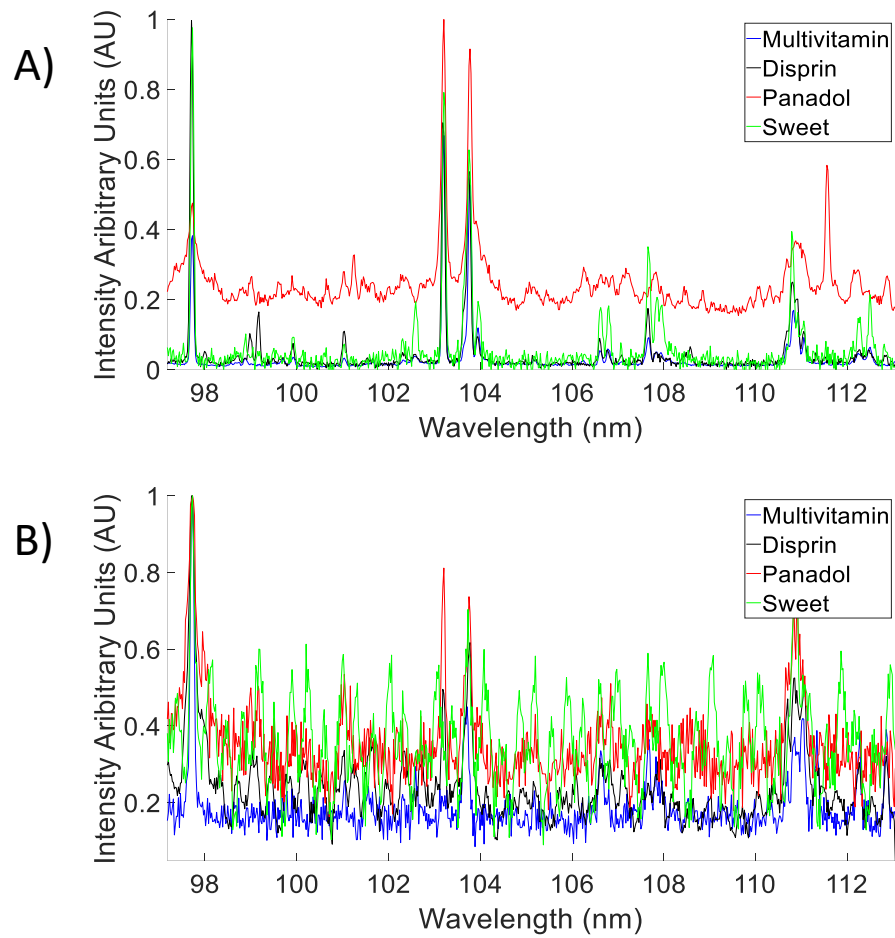 A)
Intensity Aribitrary Units (AU)
1
0.8
0.6
0.4
0.2
0
98
100
102
104
106
108
110
112
Wavelength (nm)
Multivitamin
Disprin
Panadol
Sweet
B)
Intensity Aribitrary Units (AU)
1
0.8
0.6
0.4
0.2
98
100
102
104
106
108
110
112
Wavelength (nm)
Multivitamin
Disprin
Panadol
Sweet